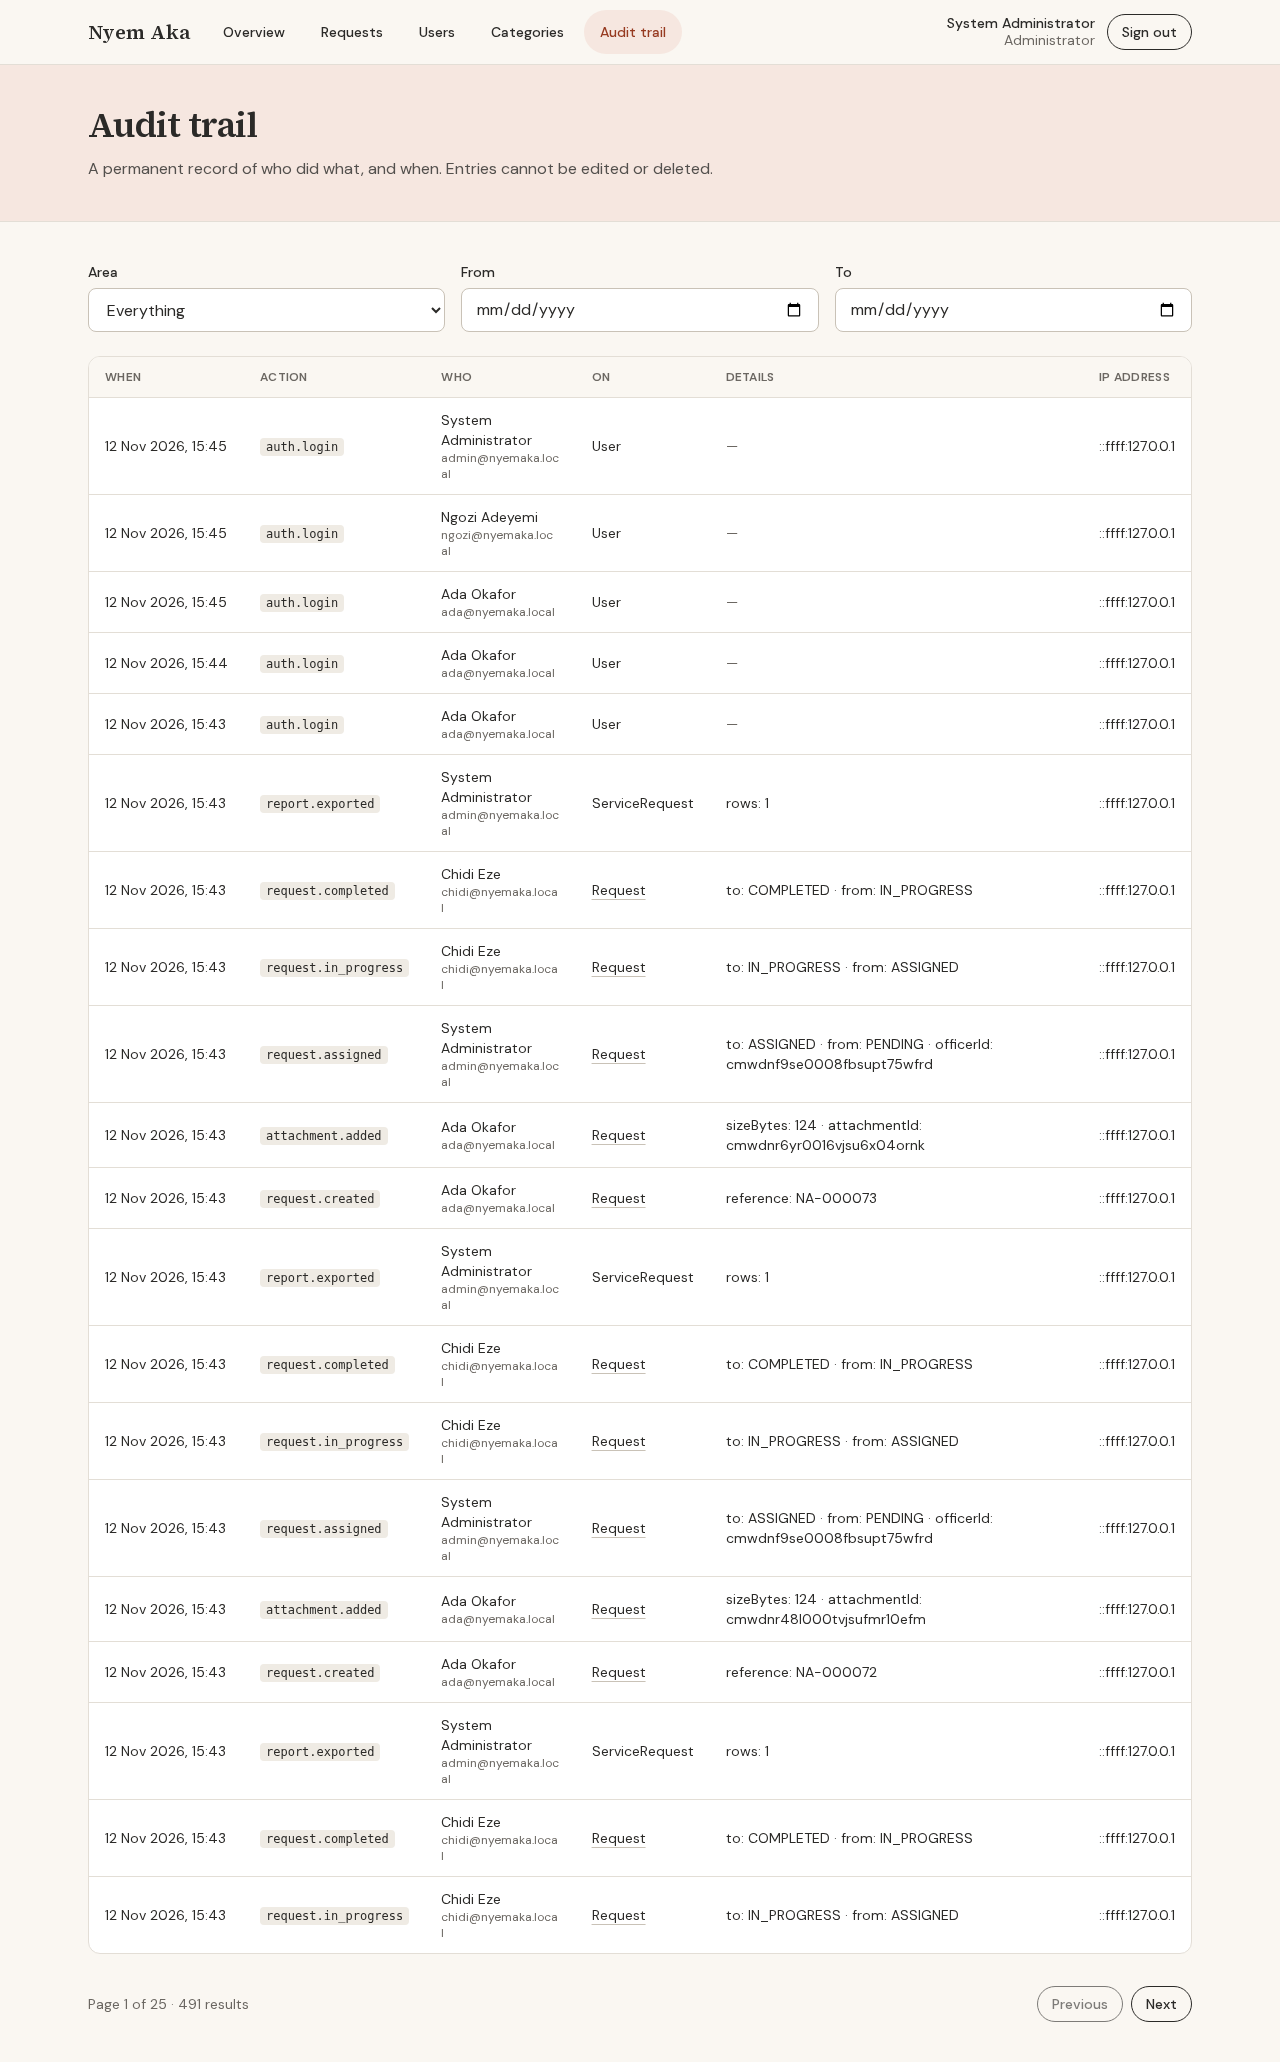 Nyem Aka
Overview
Requests
Users
Categories
Audit trail
System Administrator
Administrator
Sign out
Audit trail
A permanent record of who did what, and when. Entries cannot be edited or deleted.
Area
From
To
Everything
mm/dd/yyyy
mm/dd/yyyy
WHEN ACTION WHO ON DETAILS IP ADDRESS
12 Nov 2026, 15:45 auth.login System
Administrator
admin@nyemaka.loc
al
User — ::ffff:127.0.0.1
12 Nov 2026, 15:45 auth.login Ngozi Adeyemi
ngozi@nyemaka.loc
al
User — ::ffff:127.0.0.1
12 Nov 2026, 15:45 auth.login Ada Okafor
ada@nyemaka.local
User — ::ffff:127.0.0.1
12 Nov 2026, 15:44 auth.login Ada Okafor
ada@nyemaka.local
User — ::ffff:127.0.0.1
12 Nov 2026, 15:43 auth.login Ada Okafor
ada@nyemaka.local
User — ::ffff:127.0.0.1
12 Nov 2026, 15:43 report.exported System
Administrator
admin@nyemaka.loc
al
ServiceRequest rows: 1 ::ffff:127.0.0.1
12 Nov 2026, 15:43 request.completed Chidi Eze
chidi@nyemaka.loca
l
Request to: COMPLETED · from: IN_PROGRESS ::ffff:127.0.0.1
12 Nov 2026, 15:43 request.in_progress Chidi Eze
chidi@nyemaka.loca
l
Request to: IN_PROGRESS · from: ASSIGNED ::ffff:127.0.0.1
12 Nov 2026, 15:43 request.assigned System
Administrator
admin@nyemaka.loc
al
Request to: ASSIGNED · from: PENDING · officerId:
cmwdnf9se0008fbsupt75wfrd
::ffff:127.0.0.1
12 Nov 2026, 15:43 attachment.added Ada Okafor
ada@nyemaka.local
Request sizeBytes: 124 · attachmentId:
cmwdnr6yr0016vjsu6x04ornk
::ffff:127.0.0.1
12 Nov 2026, 15:43 request.created Ada Okafor
ada@nyemaka.local
Request reference: NA-000073 ::ffff:127.0.0.1
12 Nov 2026, 15:43 report.exported System
Administrator
admin@nyemaka.loc
al
ServiceRequest rows: 1 ::ffff:127.0.0.1
12 Nov 2026, 15:43 request.completed Chidi Eze
chidi@nyemaka.loca
l
Request to: COMPLETED · from: IN_PROGRESS ::ffff:127.0.0.1
12 Nov 2026, 15:43 request.in_progress Chidi Eze
chidi@nyemaka.loca
l
Request to: IN_PROGRESS · from: ASSIGNED ::ffff:127.0.0.1
12 Nov 2026, 15:43 request.assigned System
Administrator
admin@nyemaka.loc
al
Request to: ASSIGNED · from: PENDING · officerId:
cmwdnf9se0008fbsupt75wfrd
::ffff:127.0.0.1
12 Nov 2026, 15:43 attachment.added Ada Okafor
ada@nyemaka.local
Request sizeBytes: 124 · attachmentId:
cmwdnr48l000tvjsufmr10efm
::ffff:127.0.0.1
12 Nov 2026, 15:43 request.created Ada Okafor
ada@nyemaka.local
Request reference: NA-000072 ::ffff:127.0.0.1
12 Nov 2026, 15:43 report.exported System
Administrator
admin@nyemaka.loc
al
ServiceRequest rows: 1 ::ffff:127.0.0.1
12 Nov 2026, 15:43 request.completed Chidi Eze
chidi@nyemaka.loca
l
Request to: COMPLETED · from: IN_PROGRESS ::ffff:127.0.0.1
12 Nov 2026, 15:43 request.in_progress Chidi Eze
chidi@nyemaka.loca
l
Request to: IN_PROGRESS · from: ASSIGNED ::ffff:127.0.0.1
Page 1 of 25 · 491 results
Previous
Next